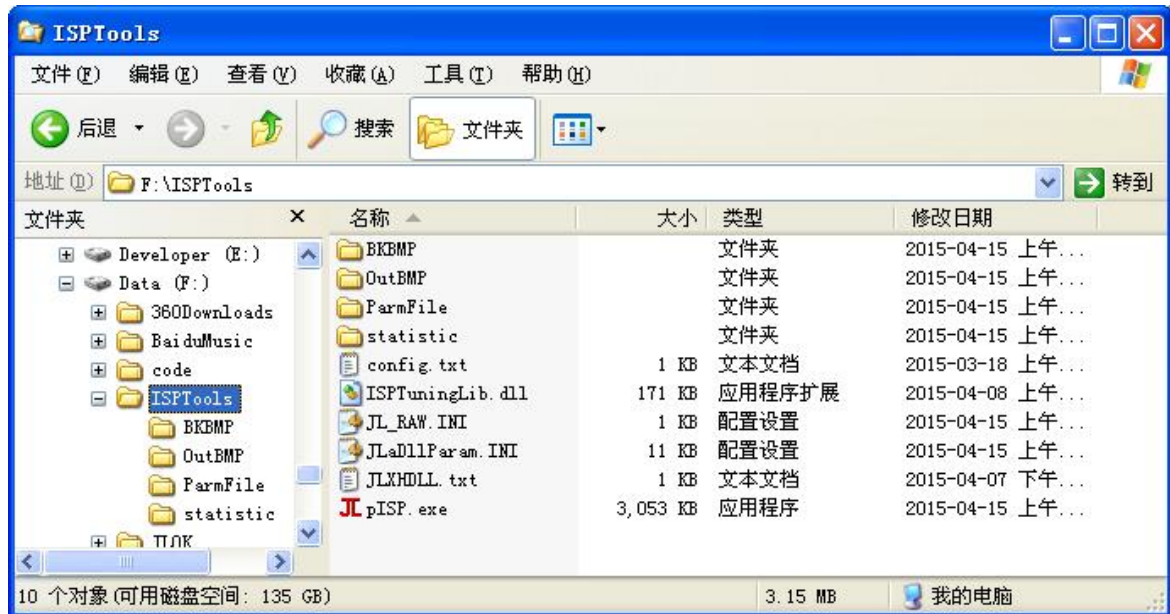 ISPTools
文件(F) 编辑(E) 查看(V) 收藏(A) 工具(T) 帮助(H)
后退 搜索 文件夹
地址(D) F:\ISPTools 转到
文件夹 × 名称 大小 类型 修改日期
Developer (E:)
Data (F:)
360Downloads
BaiduMusic
code
ISPTools
BKBMP
OutBMP
ParmFile
statistic
BKBMP 文件夹 2015-04-15 上午...
OutBMP 文件夹 2015-04-15 上午...
ParmFile 文件夹 2015-04-15 上午...
statistic 文件夹 2015-04-15 上午...
config.txt 1 KB 文本文档 2015-03-18 上午...
ISPTuningLib.dll 171 KB 应用程序扩展 2015-04-08 上午...
JL_RAW.INI 1 KB 配置设置 2015-04-15 上午...
JLaDllParam.INI 11 KB 配置设置 2015-04-15 上午...
JLXHDLL.txt 1 KB 文本文档 2015-04-07 下午...
pISP.exe 3,053 KB 应用程序 2015-04-15 上午...
10 个对象(可用磁盘空间: 135 GB) 3.15 MB 我的电脑